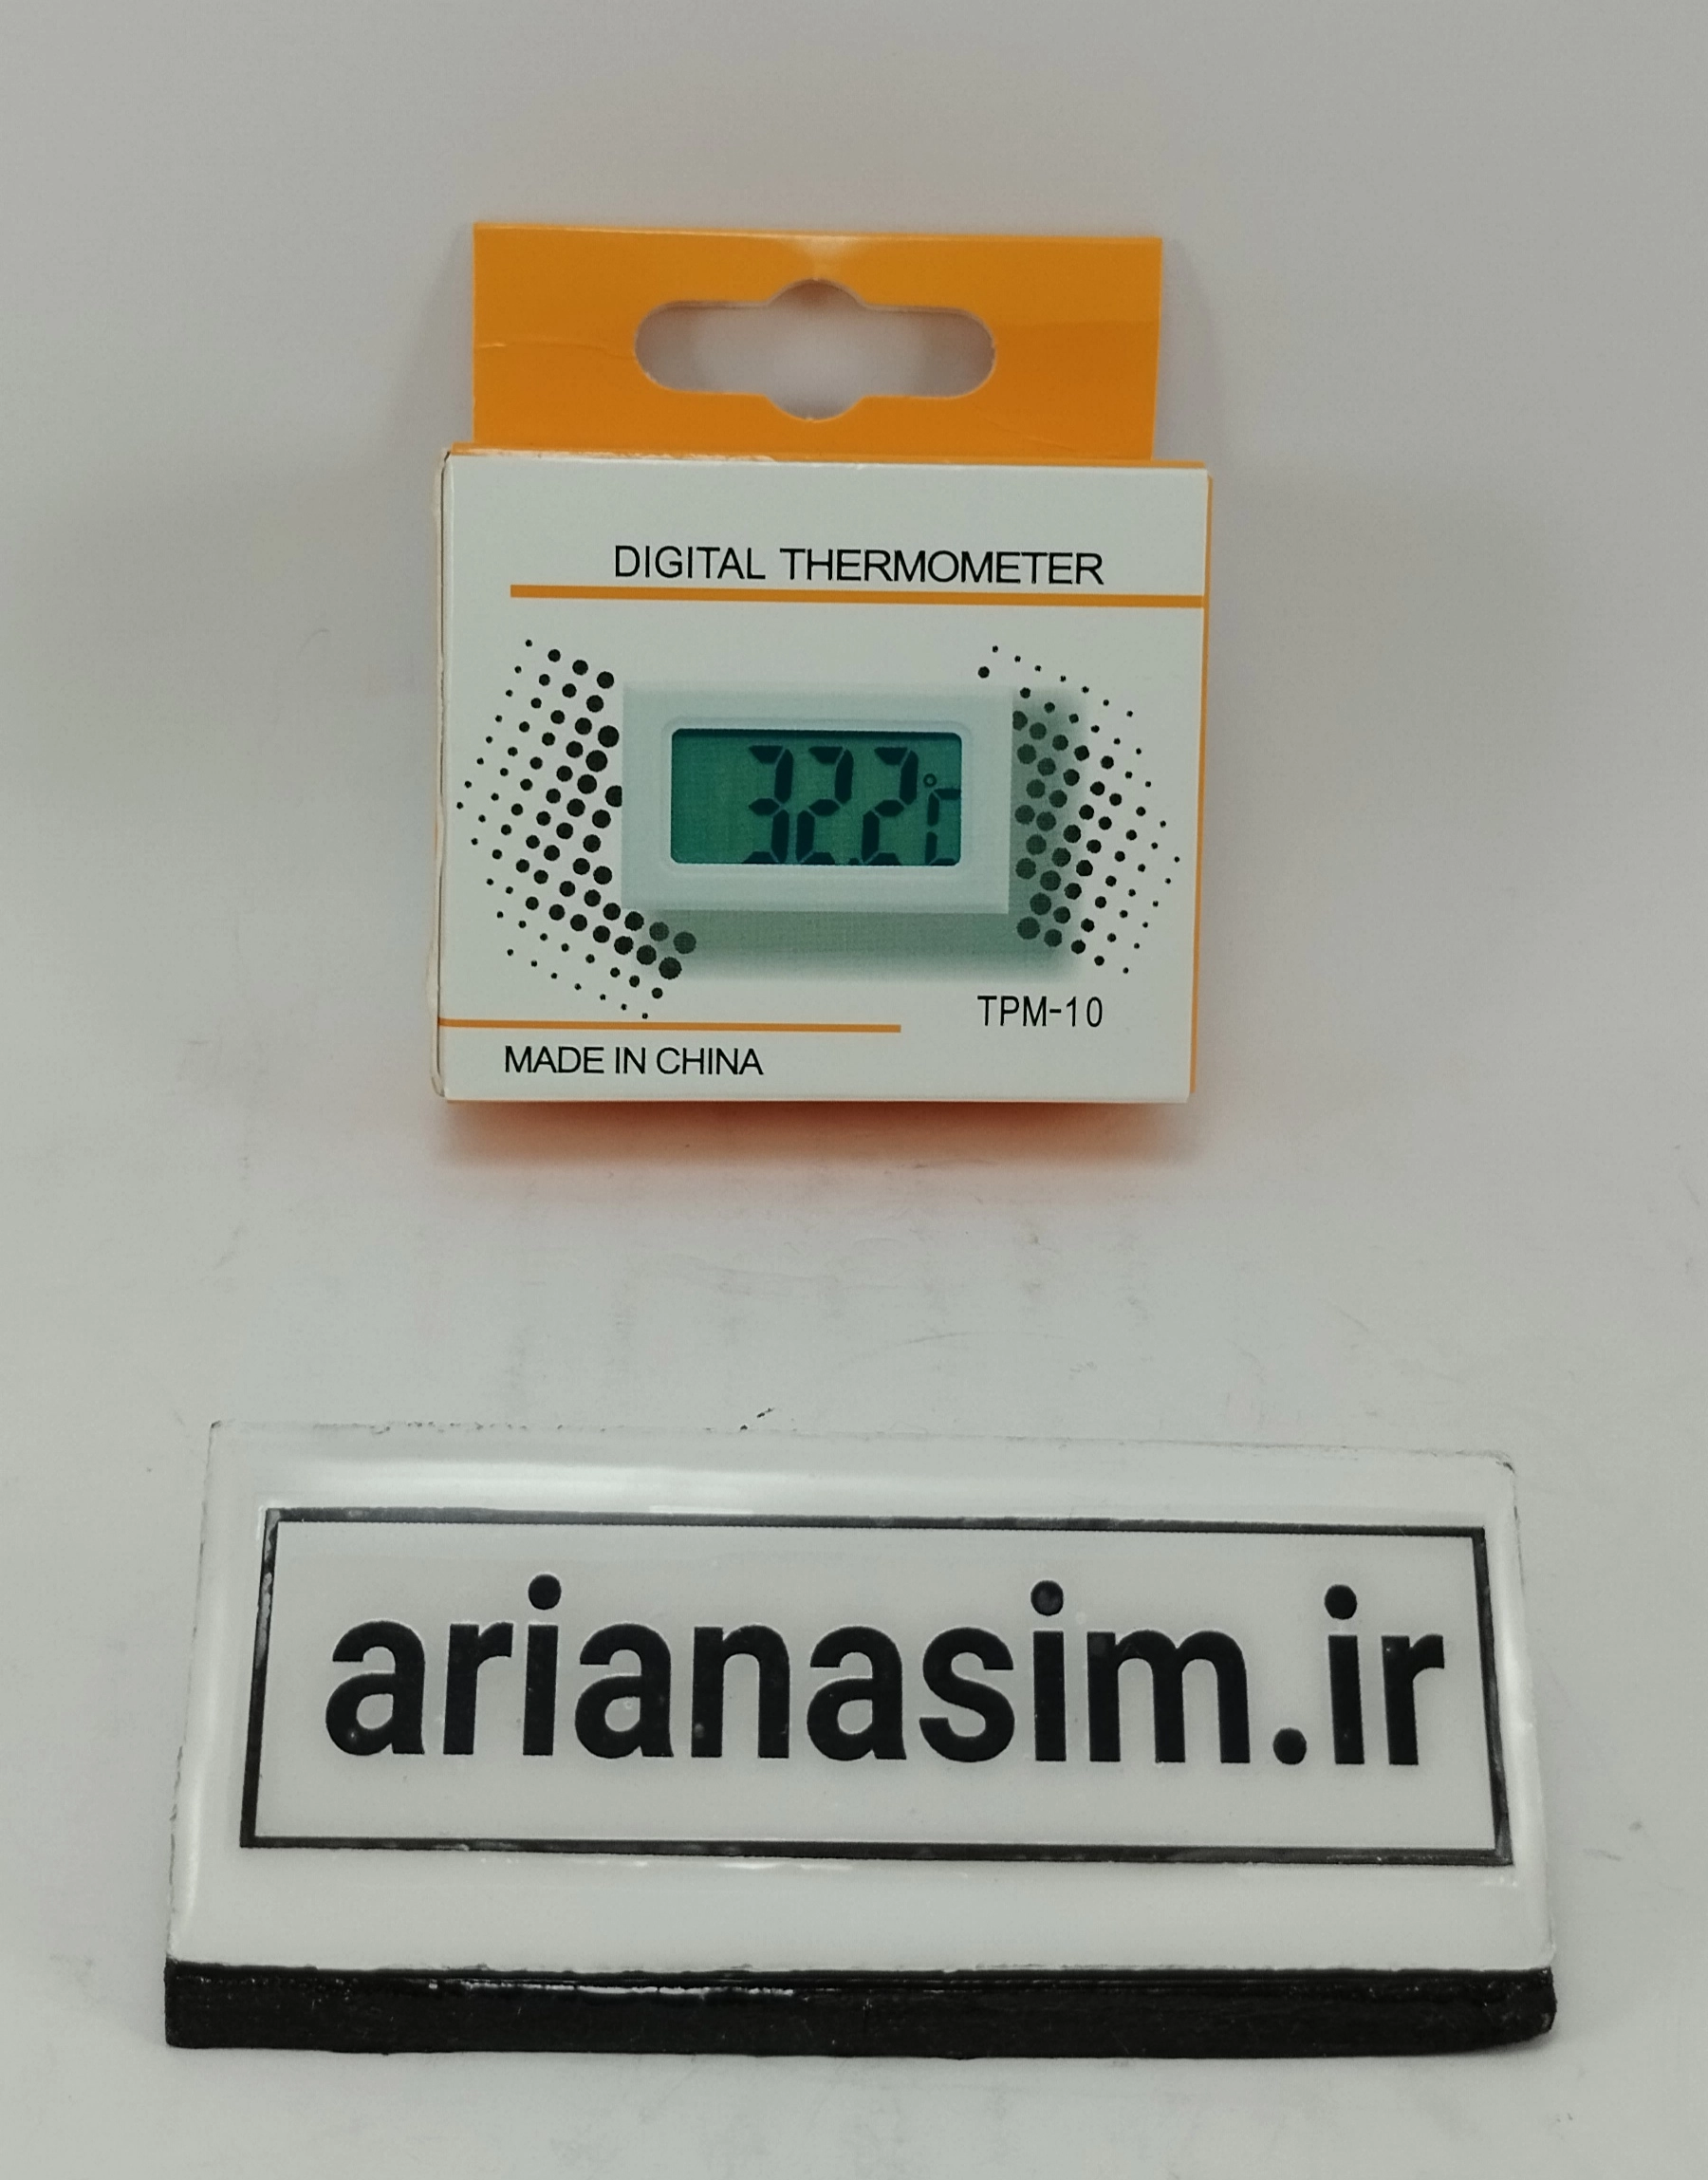 DIGITAL THERMOMETER
32.2°C
TPM-10
MADE IN CHINA
arianasim.ir